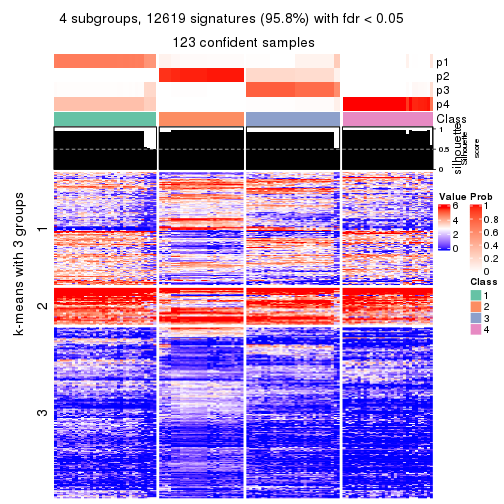 4 subgroups, 12619 signatures (95.8%) with fdr < 0.05
123 confident samples
p1
p2
p3
p4
Class
1
0.5
0
silhouette
Silhouette
score
k-means with 3 groups
1
2
3
Value
6
4
2
0
Prob
1
0.8
0.6
0.4
0.2
0
Class
1
2
3
4